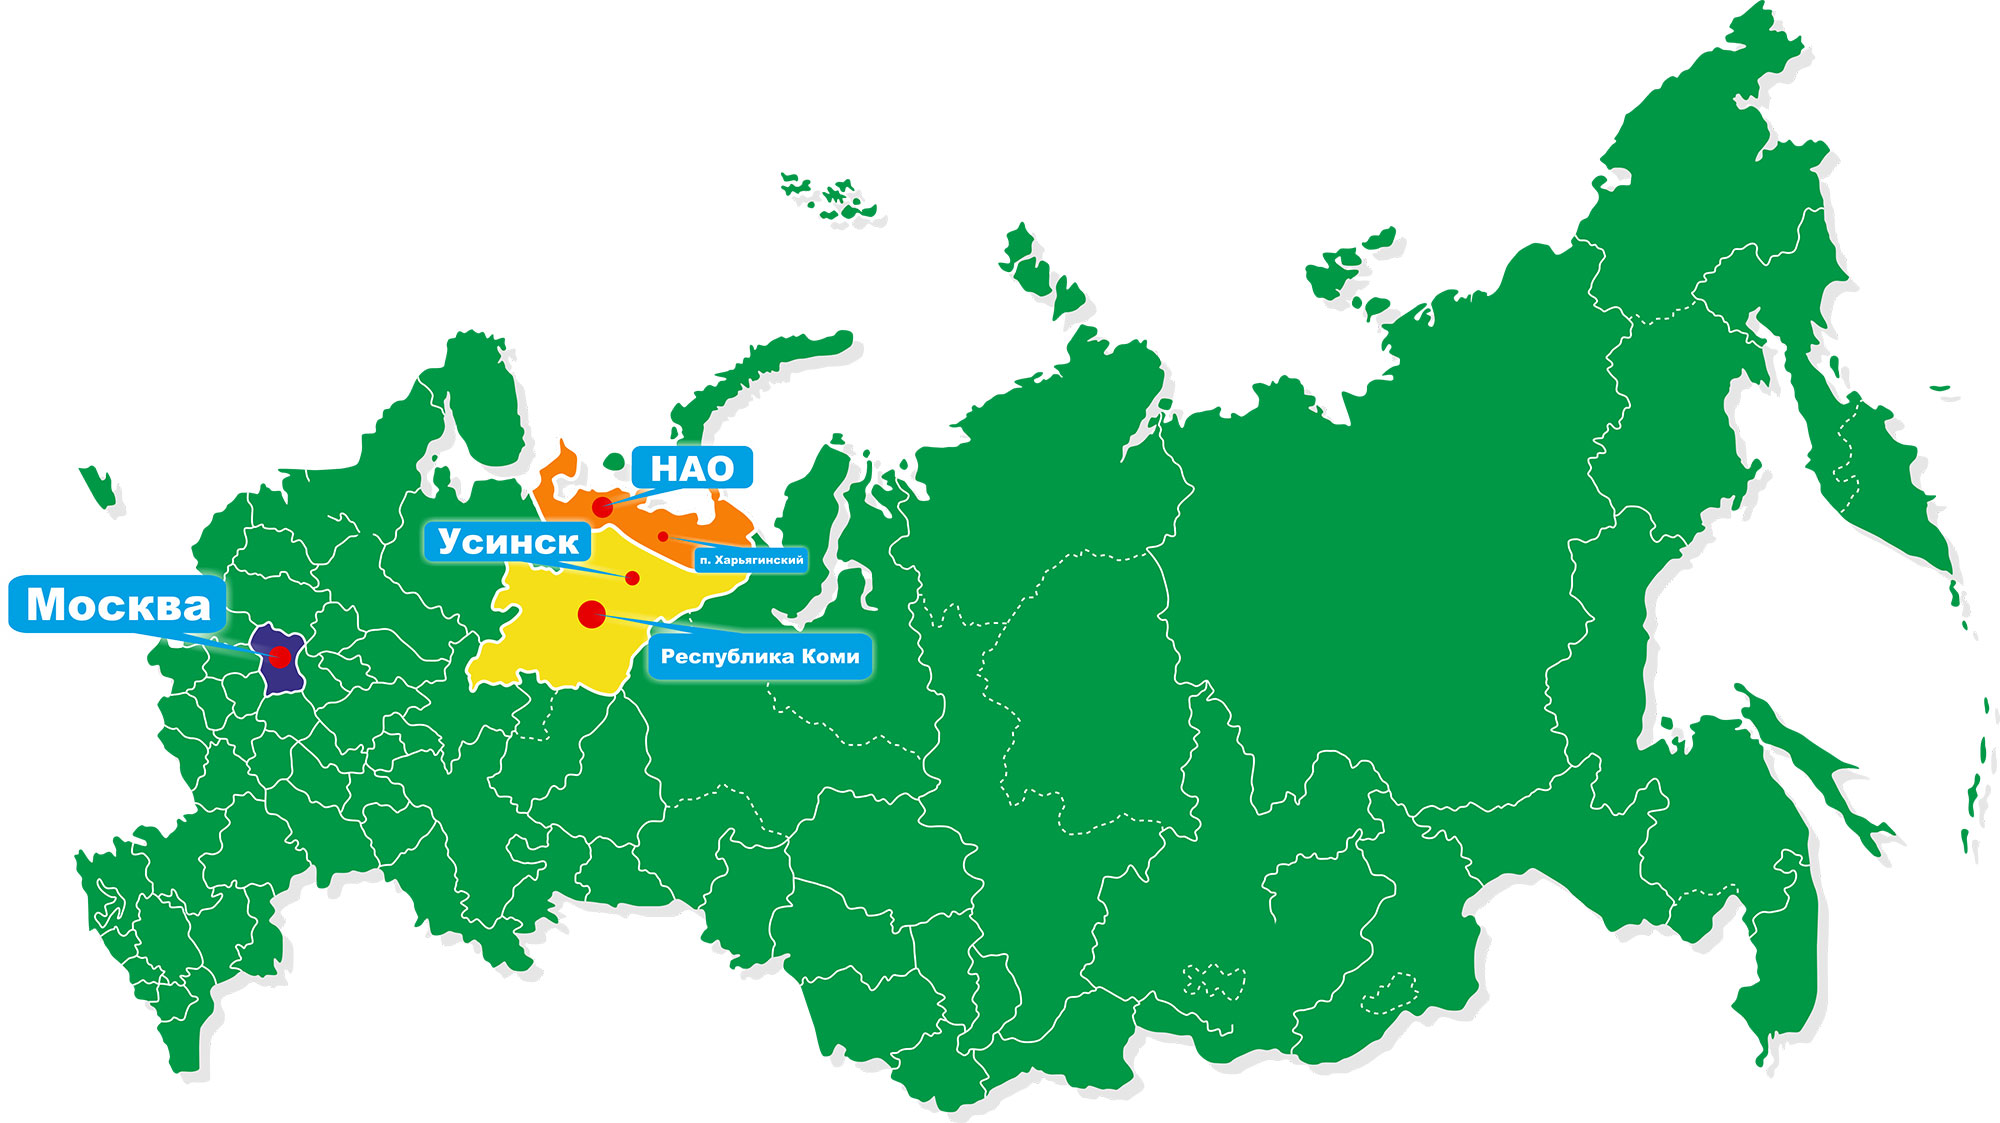 НАО
Усинск
п. Харьягинский
Москва
Республика Коми